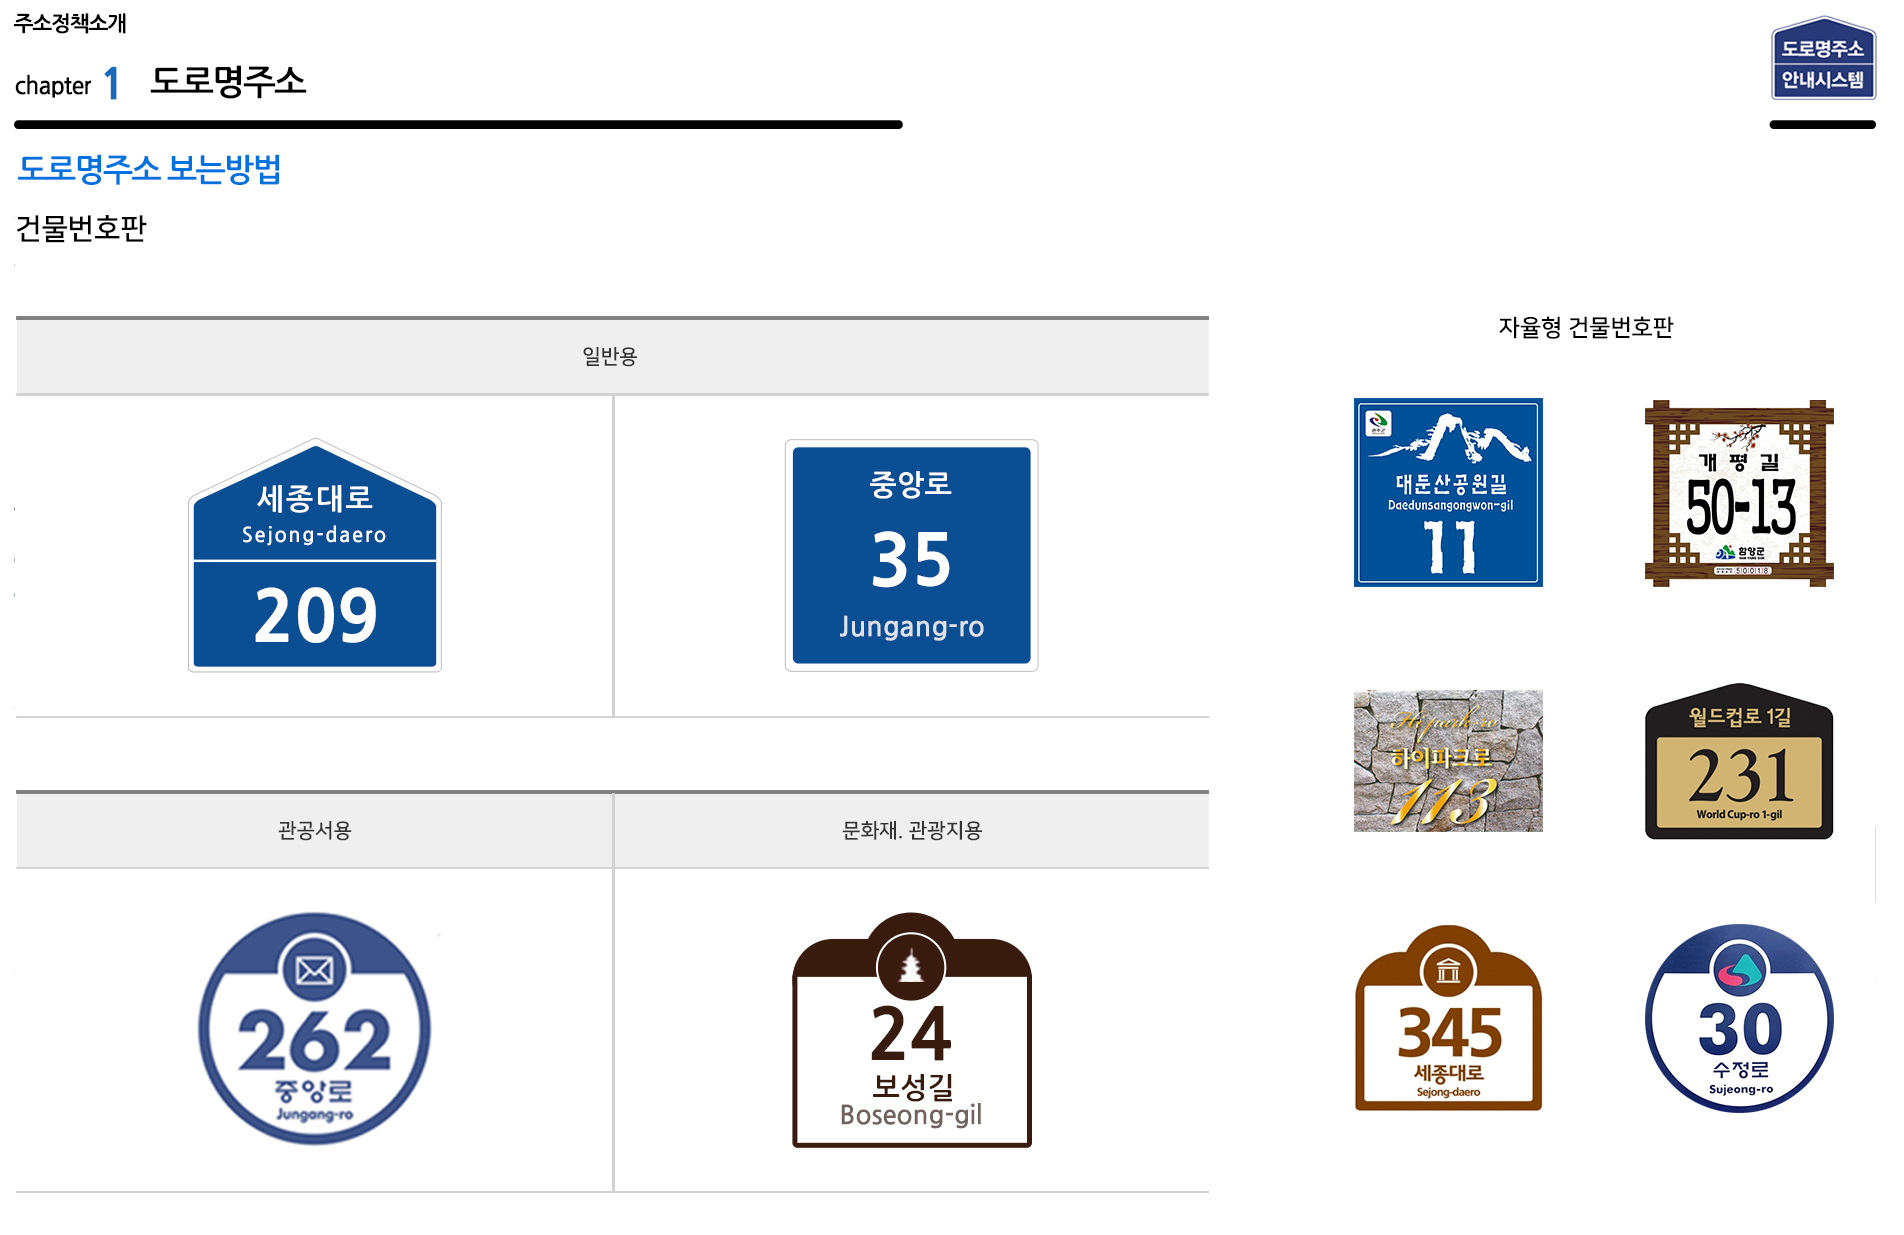 주소정책소개
chapter 1 도로명주소
도로명주소
안내시스템
도로명주소 보는방법
건물번호판
일반용
세종대로
Sejong-daero
209
중앙로
35
Jungang-ro
관공서용
문화재. 관광지용
262
중앙로
Jungang-ro
24
보성길
Boseong-gil
자율형 건물번호판
대둔산공원길
Daedunsangongwon-gil
11
개평길
50-13
함양군
50018
Hipark-ro
하이파크로
113
월드컵로 1길
231
World Cup-ro 1-gil
345
세종대로
Sejong-daero
30
수정로
Sujeong-ro